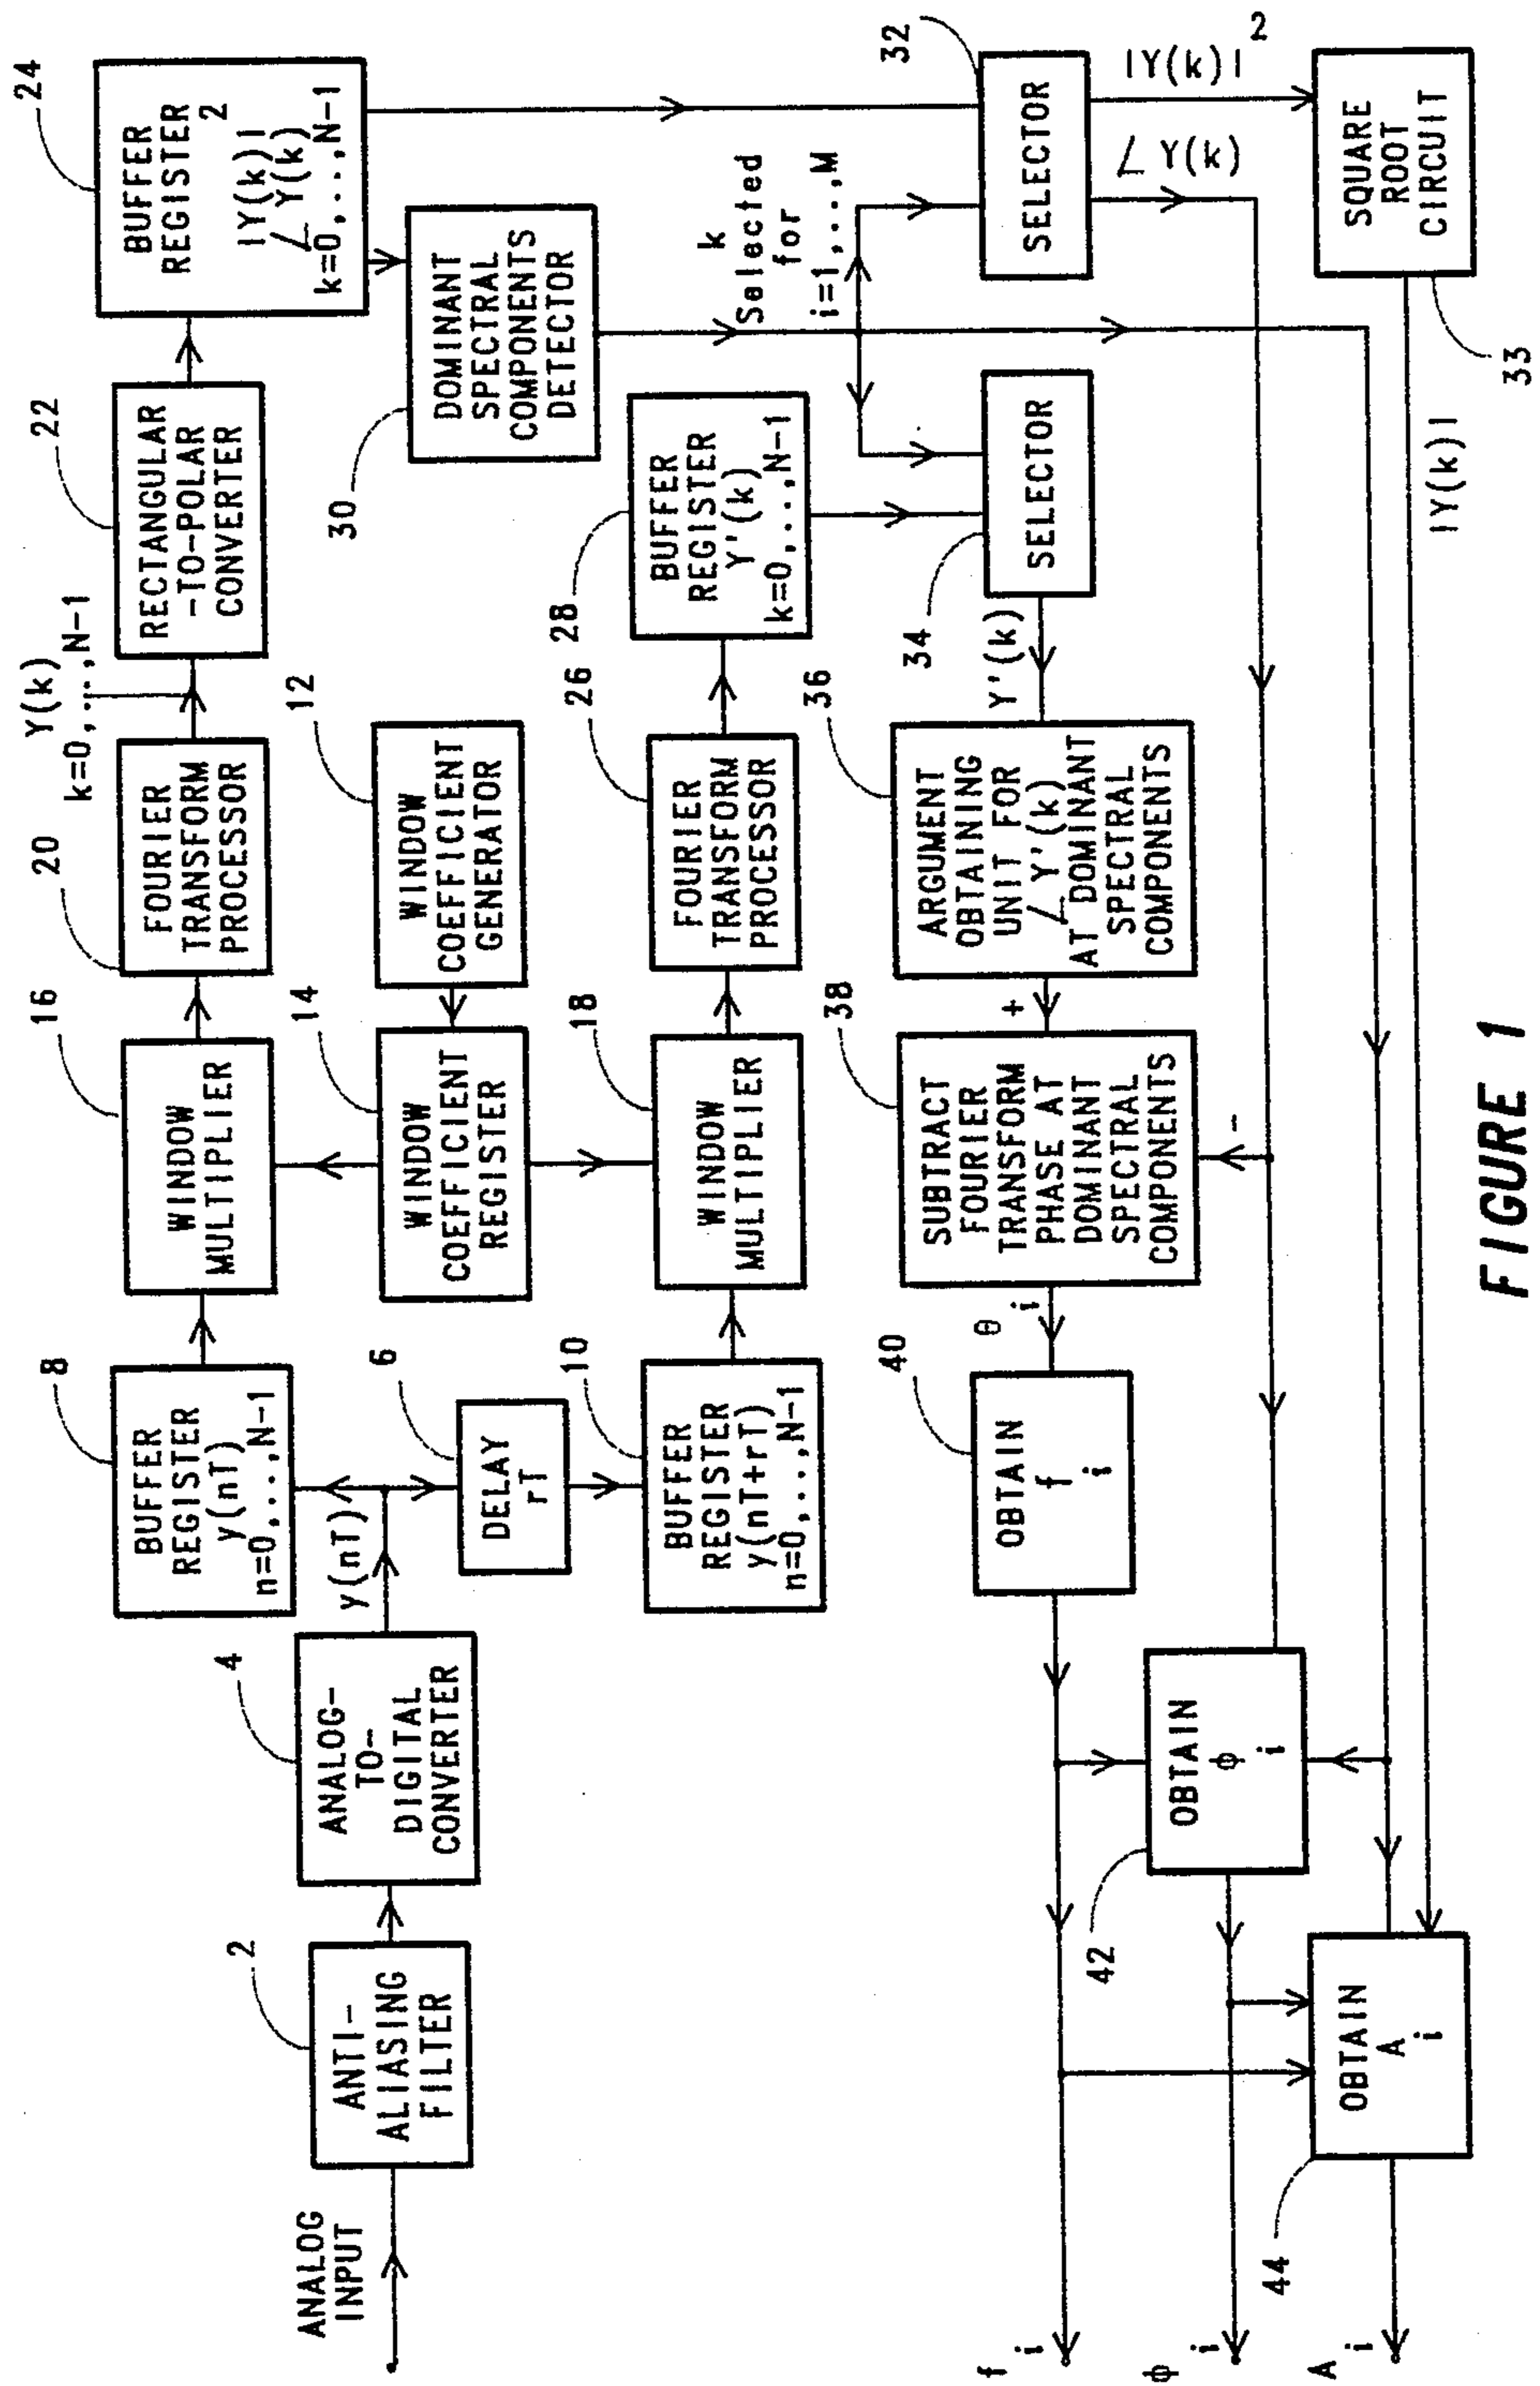 24
BUFFER
REGISTER
|Y(k)|2
∠ Y(k)
k=0,..,N-1
22
RECTANGULAR
-TO-POLAR
CONVERTER
Y(k)
k=0,..,N-1
20
FOURIER
TRANSFORM
PROCESSOR
16
WINDOW
MULTIPLIER
8
BUFFER
REGISTER
y(nT)
n=0,..,N-1
30
DOMINANT
SPECTRAL
COMPONENTS
DETECTOR
12
WINDOW
COEFFICIENT
GENERATOR
14
WINDOW
COEFFICIENT
REGISTER
y(nT)
6
DELAY
rT
4
ANALOG-
TO-
DIGITAL
CONVERTER
2
ANTI-
ALIASING
FILTER
ANALOG
INPUT
10
BUFFER
REGISTER
y(nT+rT)
n=0,..,N-1
18
WINDOW
MULTIPLIER
26
FOURIER
TRANSFORM
PROCESSOR
28
BUFFER
REGISTER
Y'(k)
k=0,..,N-1
k
Selected
for
i=1,..,M
32
SELECTOR
|Y(k)|2
∠ Y(k)
34
SELECTOR
Y'(k)
36
ARGUMENT
OBTAINING
UNIT FOR
∠ Y'(k)
AT DOMINANT
SPECTRAL
COMPONENTS
+
38
SUBTRACT
FOURIER
TRANSFORM
PHASE AT
DOMINANT
SPECTRAL
COMPONENTS
-
θi
40
OBTAIN
fi
42
OBTAIN
ϕi
SQUARE
ROOT
CIRCUIT
33
|Y(k)|
44
OBTAIN
Ai
fi
ϕi
Ai
FIGURE 1